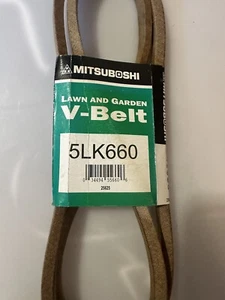 MITSUBOSHI
LAWN AND GARDEN
V-Belt
5LK660